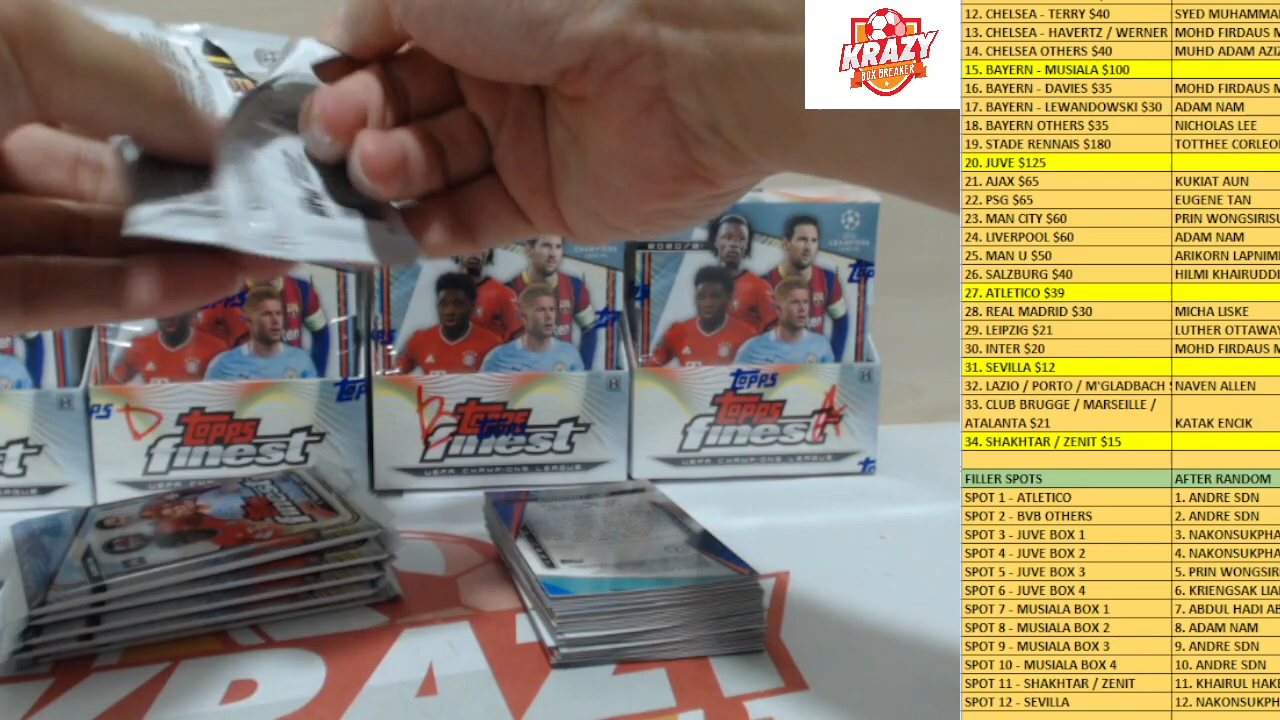 KRAZY
BOX BREAKER
12. CHELSEA - TERRY $40 SYED MUHAMMA
13. CHELSEA - HAVERTZ / WERNER MOHD FIRDAUS M
14. CHELSEA OTHERS $40 MUHD ADAM AZIZ
15. BAYERN - MUSIALA $100
16. BAYERN - DAVIES $35 MOHD FIRDAUS M
17. BAYERN - LEWANDOWSKI $30 ADAM NAM
18. BAYERN OTHERS $35 NICHOLAS LEE
19. STADE RENNAIS $180 TOTTHEE CORLEO
20. JUVE $125
21. AJAX $65 KUKIAT AUN
22. PSG $65 EUGENE TAN
23. MAN CITY $60 PRIN WONGSIRIS
24. LIVERPOOL $60 ADAM NAM
25. MAN U $50 ARIKORN LAPNIM
26. SALZBURG $40 HILMI KHAIRUDDI
27. ATLETICO $39
28. REAL MADRID $30 MICHA LISKE
29. LEIPZIG $21 LUTHER OTTAWAY
30. INTER $20 MOHD FIRDAUS M
31. SEVILLA $12
32. LAZIO / PORTO / M'GLADBACH NAVEN ALLEN
33. CLUB BRUGGE / MARSEILLE /
ATALANTA $21 KATAK ENCIK
34. SHAKHTAR / ZENIT $15
FILLER SPOTS AFTER RANDOM
SPOT 1 - ATLETICO 1. ANDRE SDN
SPOT 2 - BVB OTHERS 2. ANDRE SDN
SPOT 3 - JUVE BOX 1 3. NAKONSUKPHA
SPOT 4 - JUVE BOX 2 4. NAKONSUKPHA
SPOT 5 - JUVE BOX 3 5. PRIN WONGSIRI
SPOT 6 - JUVE BOX 4 6. KRIENGSAK LIA
SPOT 7 - MUSIALA BOX 1 7. ABDUL HADI AB
SPOT 8 - MUSIALA BOX 2 8. ADAM NAM
SPOT 9 - MUSIALA BOX 3 9. ANDRE SDN
SPOT 10 - MUSIALA BOX 4 10. ANDRE SDN
SPOT 11 - SHAKHTAR / ZENIT 11. KHAIRUL HAK
SPOT 12 - SEVILLA 12. NAKONSUKPH
D
TOPPS
finest
B
TOPPS
finest
UEFA CHAMPIONS LEAGUE
A
TOPPS
TOPPS
finest
UEFA CHAMPIONS LEAGUE
KRAZ